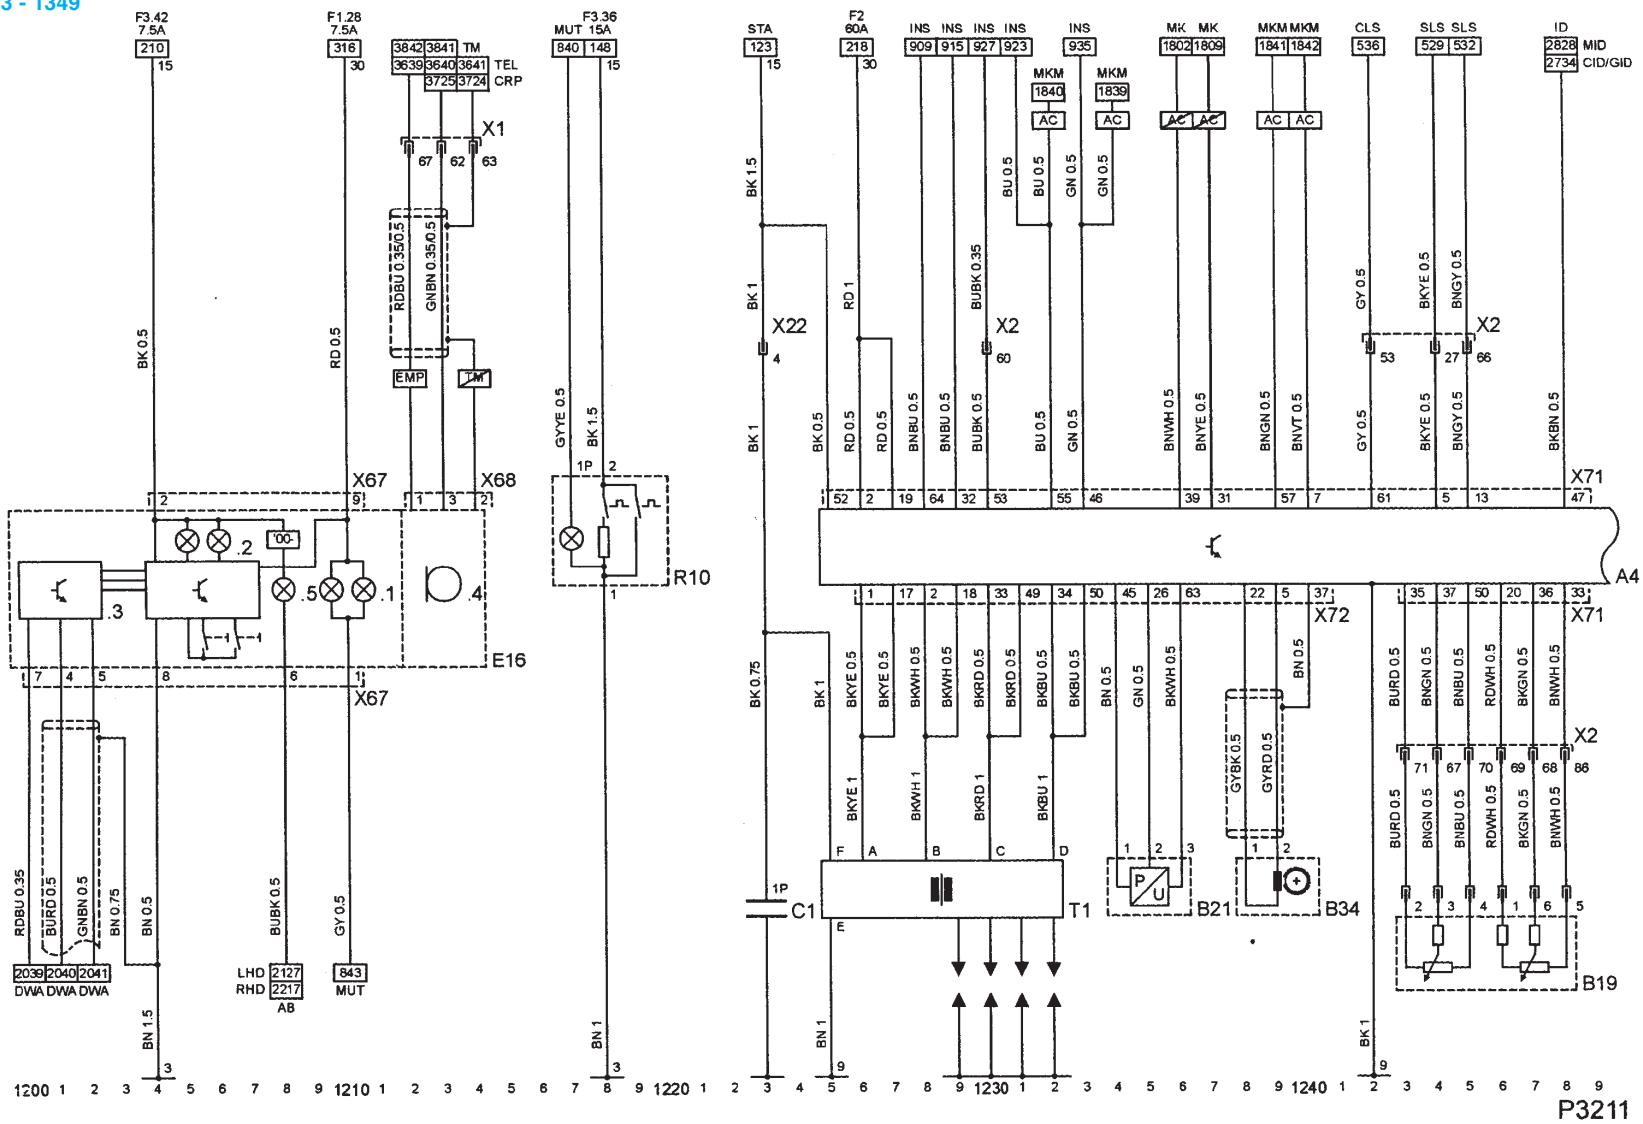 3 - 1349
F3.42 F1.28 F3.36 F2
7.5A 7.5A MUT 15A STA 60A INS INS INS INS INS MK MK MKM MKM CLS SLS SLS ID
210 316 3842 3841 TM 840 148 123 218 909 915 927 923 935 1802 1809 1841 1842 536 529 532 2828 MID
15 30 3639 3640 3641 TEL 15 15 30 2734 CID/GID
3725 3724 CRP MKM MKM
1840 1839
X1 AC AC AC AC AC AC
67 62 63
BK 1.5 BU 0.5 BU 0.5 GN 0.5 GN 0.5
RDBU 0.35/0.5 GNBN 0.35/0.5
BK 0.5 RD 0.5 BK 1 RD 1 BUBK 0.35 GY 0.5 BKYE 0.5 BNGY 0.5
X22 X2 X2
4 60 53 27 66
EMP TM
GYYE 0.5 BK 1.5 BK 1 BK 0.5 RD 0.5 RD 0.5 BNBU 0.5 BNBU 0.5 BUBK 0.5 BU 0.5 GN 0.5 BNWH 0.5 BNYE 0.5 BNGN 0.5 BNVT 0.5 GY 0.5 BKYE 0.5 BNGY 0.5 BKBN 0.5
X67 X68 1P 2 X71
2 9 1 3 2 52 2 19 64 32 53 55 46 39 31 57 7 61 5 13 47
'00-
.2
.3 .5 .1 .4 R10 A4
1 1 17 2 18 33 49 34 50 45 26 63 22 5 37 35 37 50 20 36 33
X72 X71
E16
7 4 5 8 6 1
X67
BK 0.75 BK 1 BKYE 0.5 BKYE 0.5 BKWH 0.5 BKWH 0.5 BKRD 0.5 BKRD 0.5 BKBU 0.5 BKBU 0.5 BN 0.5 GN 0.5 BKWH 0.5 BN 0.5 BURD 0.5 BNGN 0.5 BNBU 0.5 RDWH 0.5 BKGN 0.5 BNWH 0.5
X2
71 67 70 69 68 86
BKYE 1 BKWH 1 BKRD 1 BKBU 1 GYBK 0.5 GYRD 0.5 BURD 0.5 BNGN 0.5 BNBU 0.5 RDWH 0.5 BKGN 0.5 BNWH 0.5
F A B C D 1 2 3 1 2
RDBU 0.35 BURD 0.5 GNBN 0.5 BN 0.75 BN 0.5 BUBK 0.5 GY 0.5
1P P U
C1 T1 B21 B34 2 3 4 1 6 5
E
2039 2040 2041 LHD 2127 843
DWA DWA DWA RHD 2217 MUT B19
AB
BN 1.5 BN 1 BN 1 BK 1
3 3 9 9
1200 1 2 3 4 5 6 7 8 9 1210 1 2 3 4 5 6 7 8 9 1220 1 2 3 4 5 6 7 8 9 1230 1 2 3 4 5 6 7 8 9 1240 1 2 3 4 5 6 7 8 9
P3211